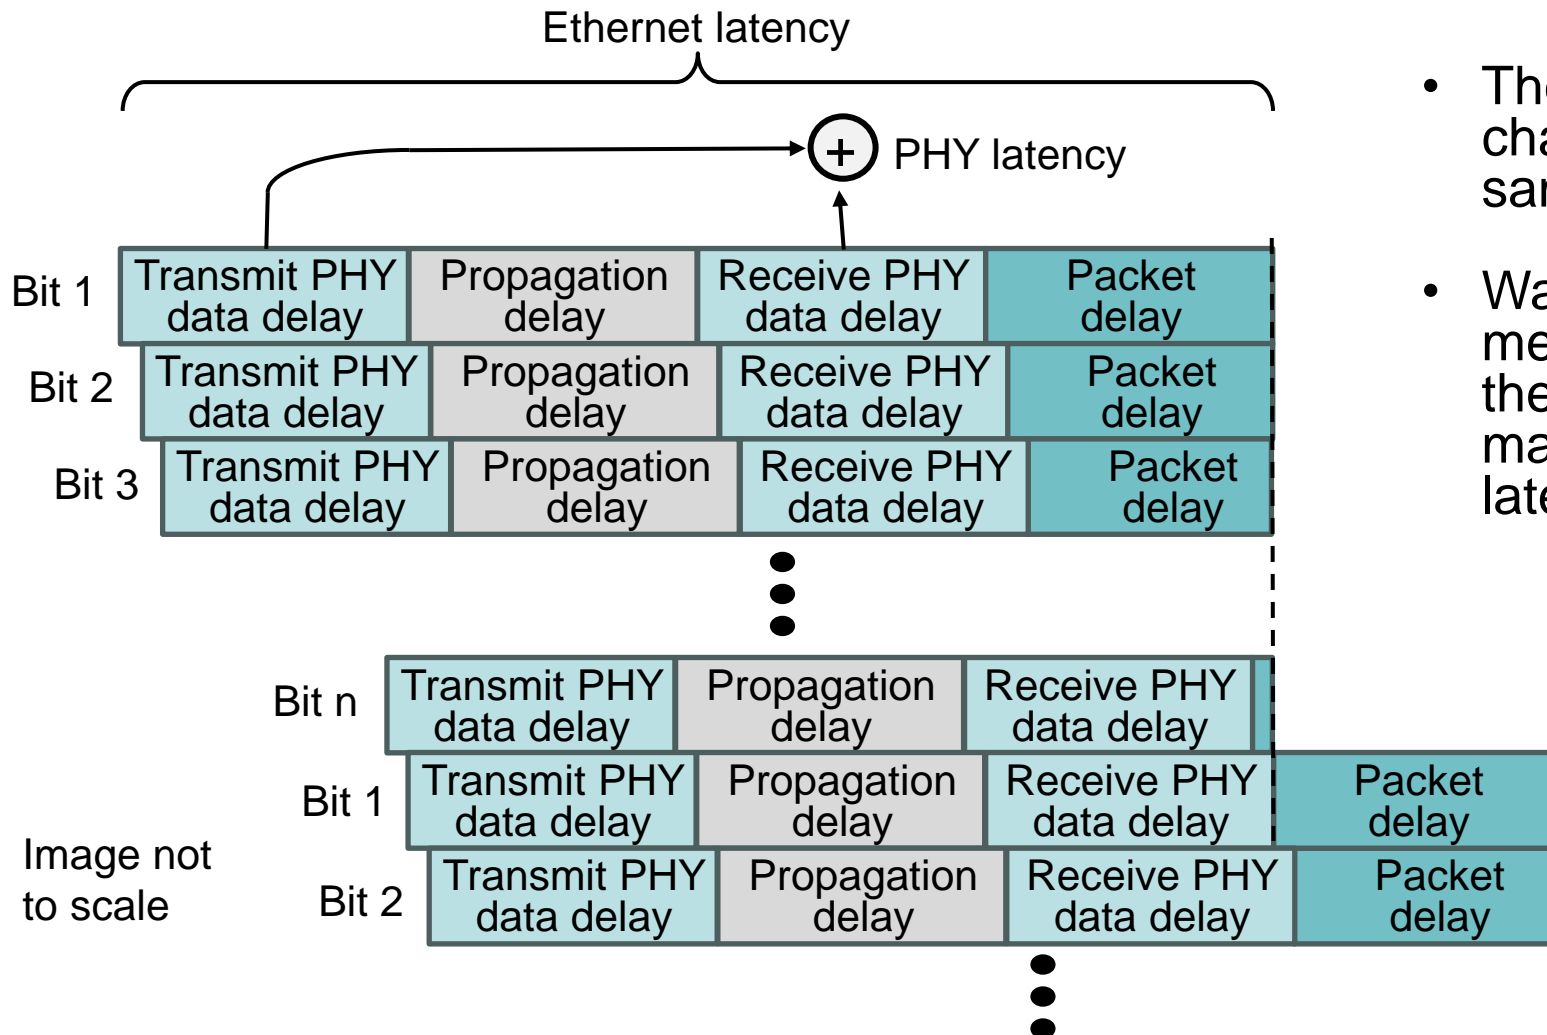 Ethernet latency
+
PHY latency
Bit 1
Transmit PHY
data delay
Propagation
delay
Receive PHY
data delay
Packet
delay
Bit 2
Transmit PHY
data delay
Propagation
delay
Receive PHY
data delay
Packet
delay
Bit 3
Transmit PHY
data delay
Propagation
delay
Receive PHY
data delay
Packet
delay
Bit n
Transmit PHY
data delay
Propagation
delay
Receive PHY
data delay
Bit 1
Transmit PHY
data delay
Propagation
delay
Receive PHY
data delay
Packet
delay
Bit 2
Transmit PHY
data delay
Propagation
delay
Receive PHY
data delay
Packet
delay
Image not
to scale